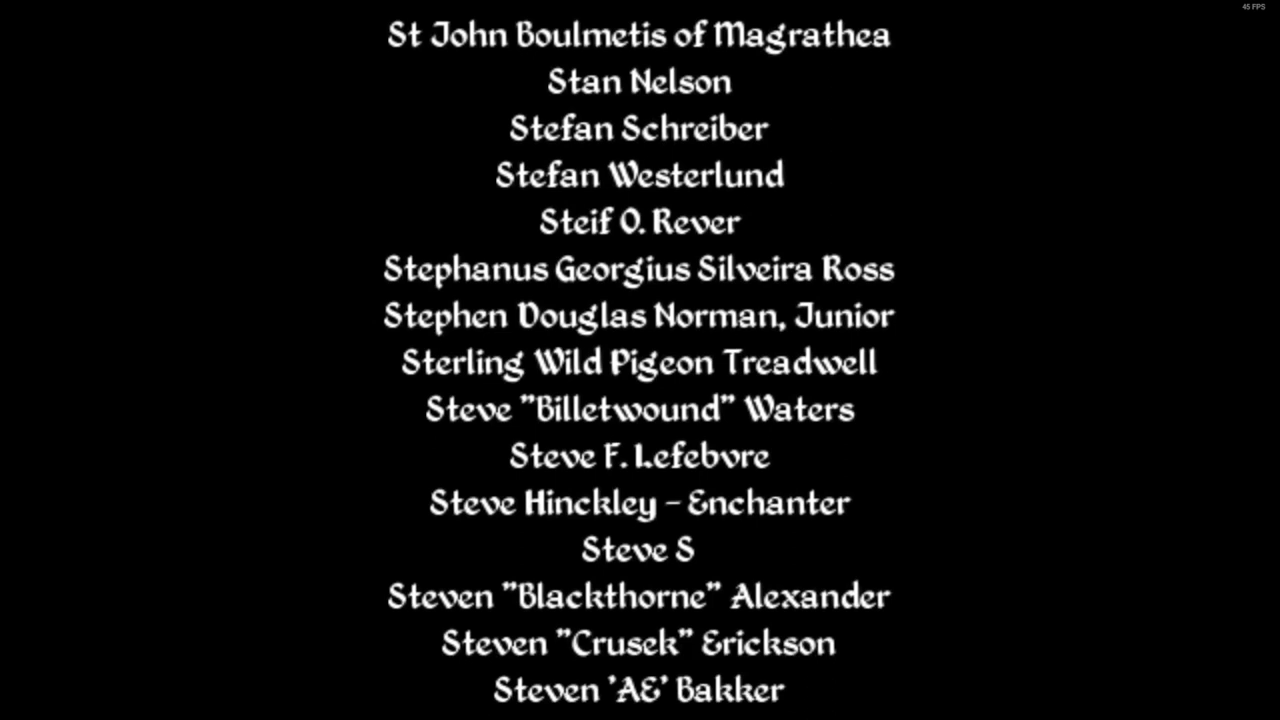 45 FPS
St John Boulmetis of Magrathea
Stan Nelson
Stefan Schreiber
Stefan Westerlund
Steif O. Rever
Stephanus Georgius Silveira Ross
Stephen Douglas Norman, Junior
Sterling Wild Pigeon Treadwell
Steve "Billetwound" Waters
Steve F. Lefebvre
Steve Hinckley - Enchanter
Steve S
Steven "Blackthorne" Alexander
Steven "Crusek" Erickson
Steven 'AE' Bakker